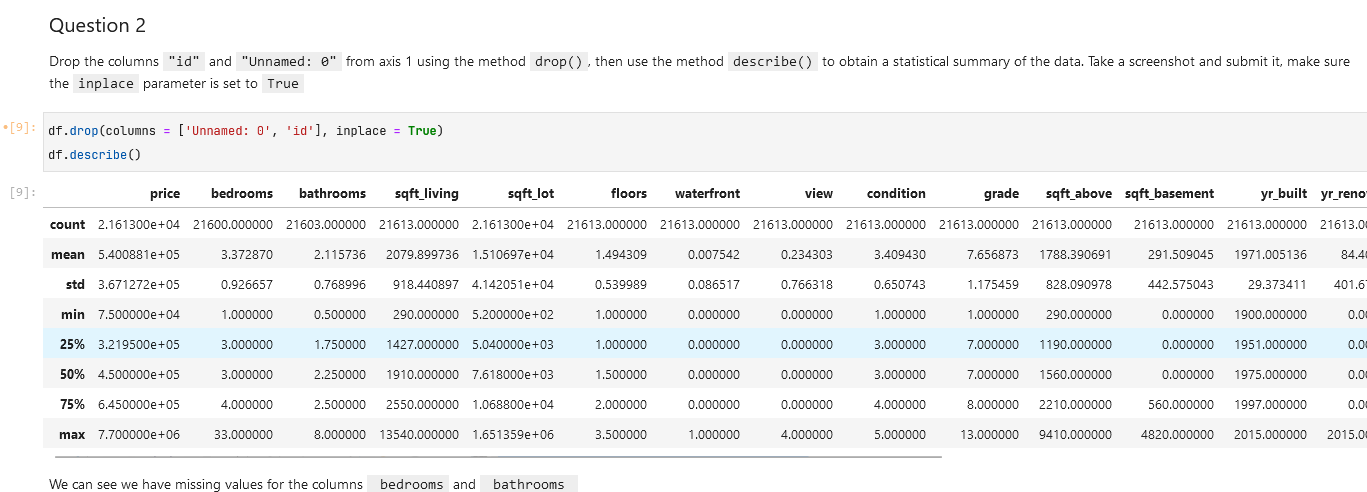 Question 2
Drop the columns "id" and "Unnamed: 0" from axis 1 using the method drop() , then use the method describe() to obtain a statistical summary of the data. Take a screenshot and submit it, make sure
the inplace parameter is set to True
•[9]: df.drop(columns = ['Unnamed: 0', 'id'], inplace = True)
df.describe()
[9]: price bedrooms bathrooms sqft_living sqft_lot floors waterfront view condition grade sqft_above sqft_basement yr_built yr_reno
count 2.161300e+04 21600.000000 21603.000000 21613.000000 2.161300e+04 21613.000000 21613.000000 21613.000000 21613.000000 21613.000000 21613.000000 21613.000000 21613.000000 21613.0
mean 5.400881e+05 3.372870 2.115736 2079.899736 1.510697e+04 1.494309 0.007542 0.234303 3.409430 7.656873 1788.390691 291.509045 1971.005136 84.40
std 3.671272e+05 0.926657 0.768996 918.440897 4.142051e+04 0.539989 0.086517 0.766318 0.650743 1.175459 828.090978 442.575043 29.373411 401.67
min 7.500000e+04 1.000000 0.500000 290.000000 5.200000e+02 1.000000 0.000000 0.000000 1.000000 1.000000 290.000000 0.000000 1900.000000 0.00
25% 3.219500e+05 3.000000 1.750000 1427.000000 5.040000e+03 1.000000 0.000000 0.000000 3.000000 7.000000 1190.000000 0.000000 1951.000000 0.00
50% 4.500000e+05 3.000000 2.250000 1910.000000 7.618000e+03 1.500000 0.000000 0.000000 3.000000 7.000000 1560.000000 0.000000 1975.000000 0.00
75% 6.450000e+05 4.000000 2.500000 2550.000000 1.068800e+04 2.000000 0.000000 0.000000 4.000000 8.000000 2210.000000 560.000000 1997.000000 0.00
max 7.700000e+06 33.000000 8.000000 13540.000000 1.651359e+06 3.500000 1.000000 4.000000 5.000000 13.000000 9410.000000 4820.000000 2015.000000 2015.00
We can see we have missing values for the columns bedrooms and bathrooms